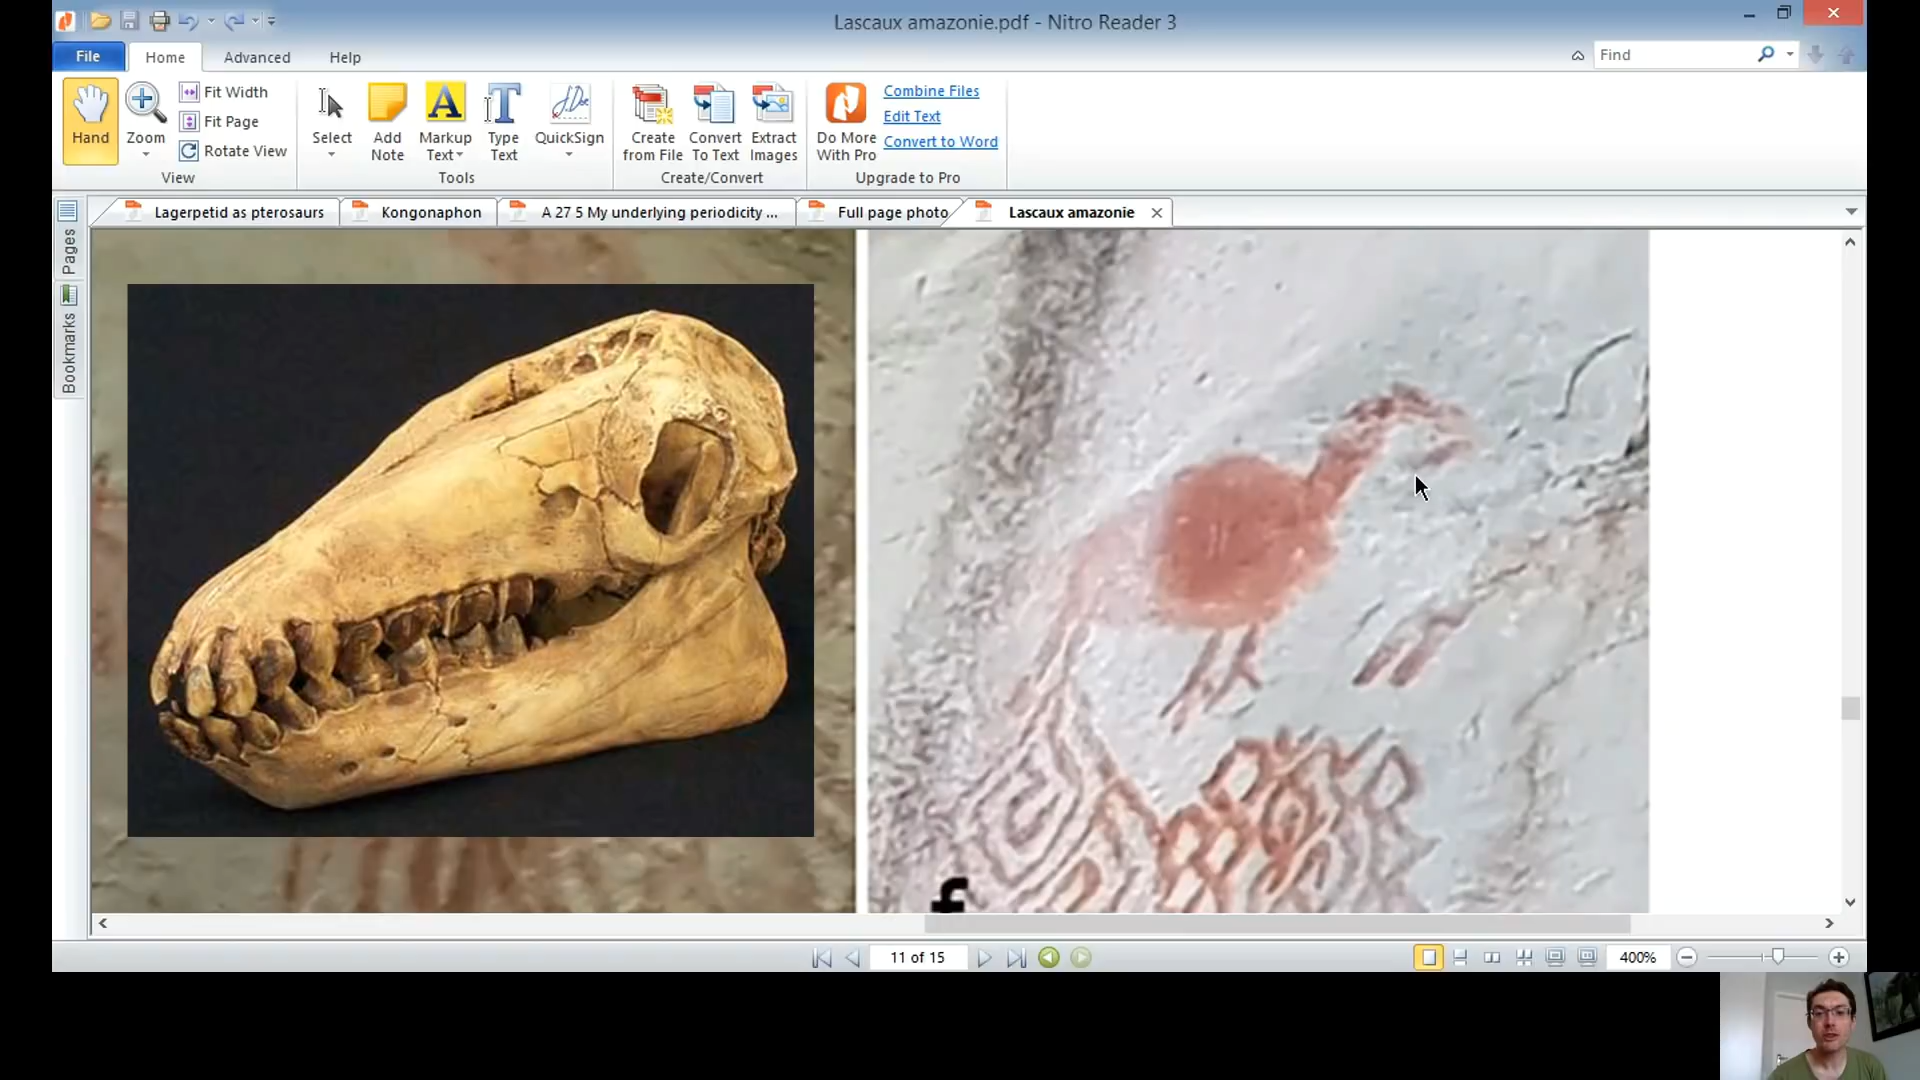 Lascaux amazonie.pdf - Nitro Reader 3
File Home Advanced Help
Find
Hand
Zoom
Fit Width
Fit Page
Rotate View
View
Select
Add Note
Markup Text
Type Text
QuickSign
Tools
Create from File
Convert To Text
Extract Images
Create/Convert
Do More With Pro
Combine Files
Edit Text
Convert to Word
Upgrade to Pro
Lagerpetid as pterosaurs
Kongonaphon
A 27 5 My underlying periodicity ...
Full page photo
Lascaux amazonie
Pages
Bookmarks
f
11 of 15
400%